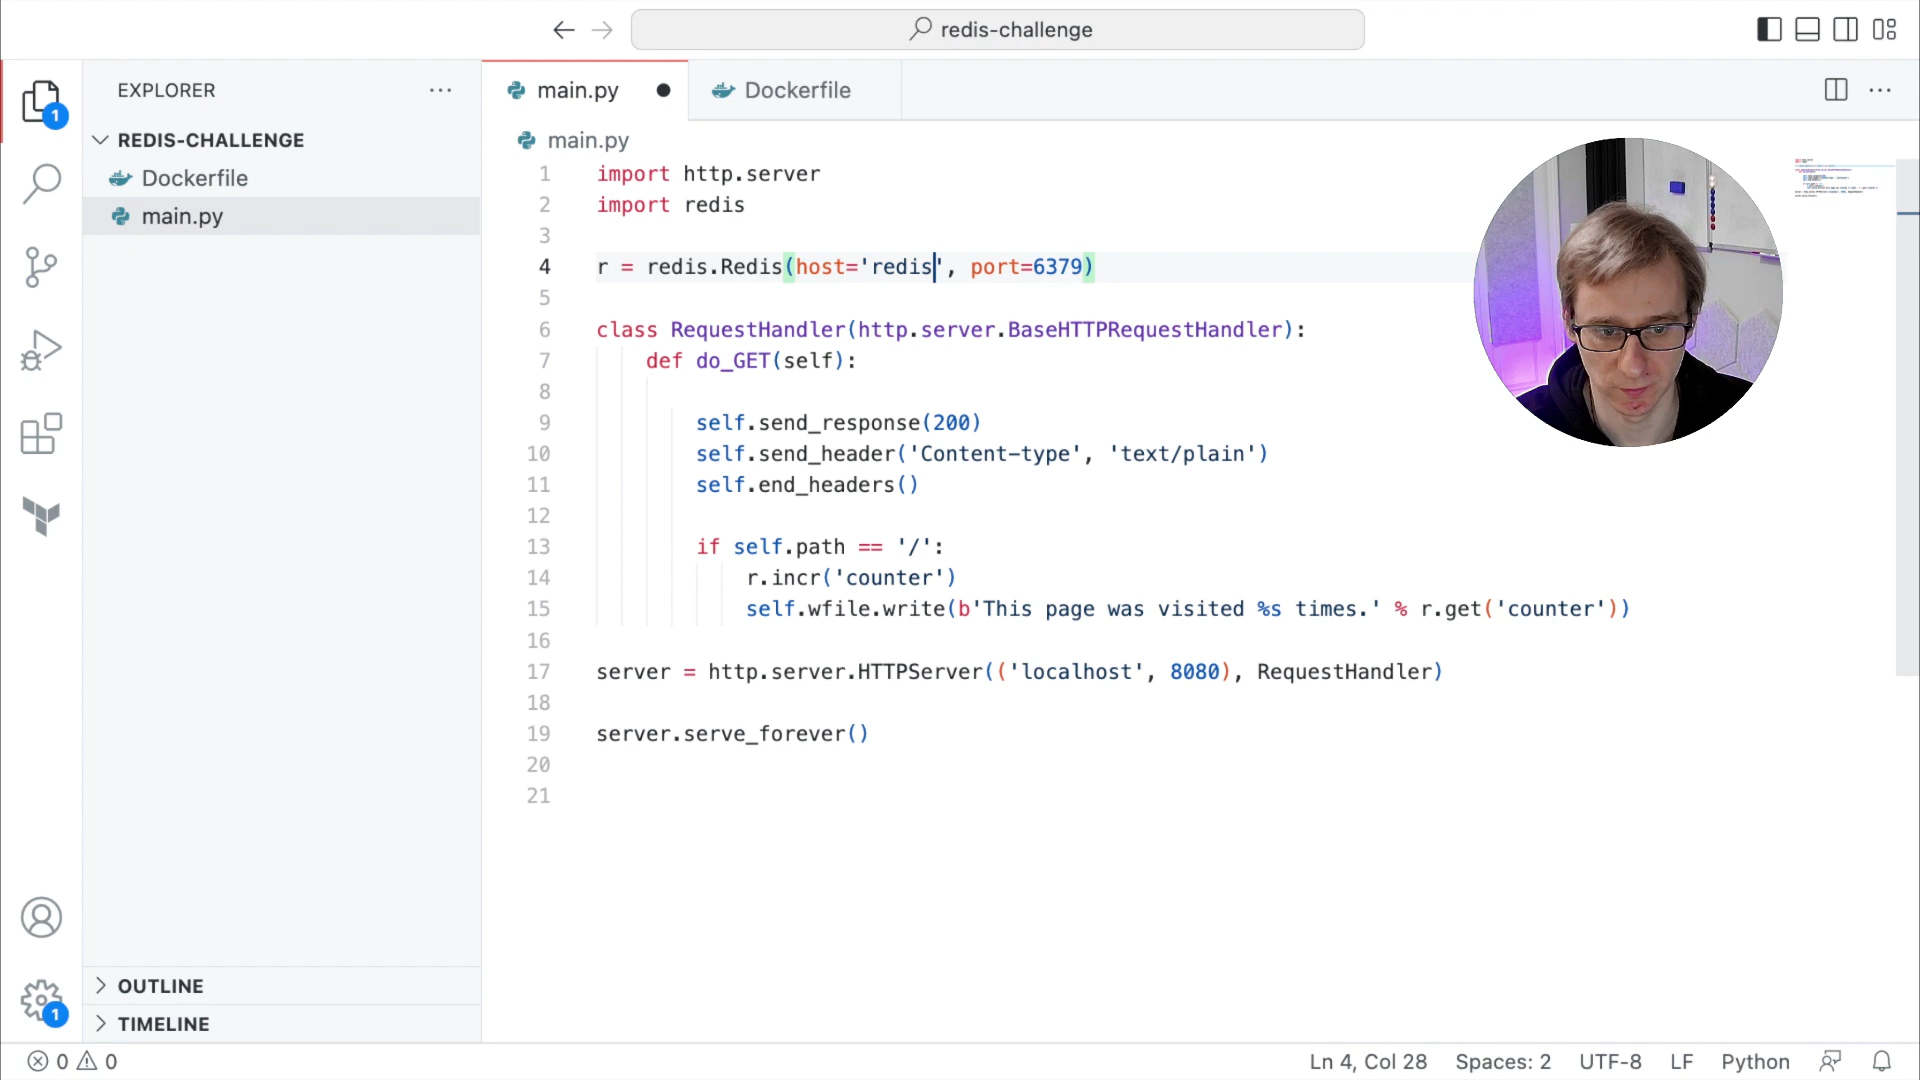 redis-challenge
EXPLORER
main.py
Dockerfile
1
REDIS-CHALLENGE
Dockerfile
main.py
main.py
1 import http.server
2 import redis
3
4 r = redis.Redis(host='redis', port=6379)
5
6 class RequestHandler(http.server.BaseHTTPRequestHandler):
7 def do_GET(self):
8
9 self.send_response(200)
10 self.send_header('Content-type', 'text/plain')
11 self.end_headers()
12
13 if self.path == '/':
14 r.incr('counter')
15 self.wfile.write(b'This page was visited %s times.' % r.get('counter'))
16
17 server = http.server.HTTPServer(('localhost', 8080), RequestHandler)
18
19 server.serve_forever()
20
21
OUTLINE
1
TIMELINE
0 0
Ln 4, Col 28 Spaces: 2 UTF-8 LF Python